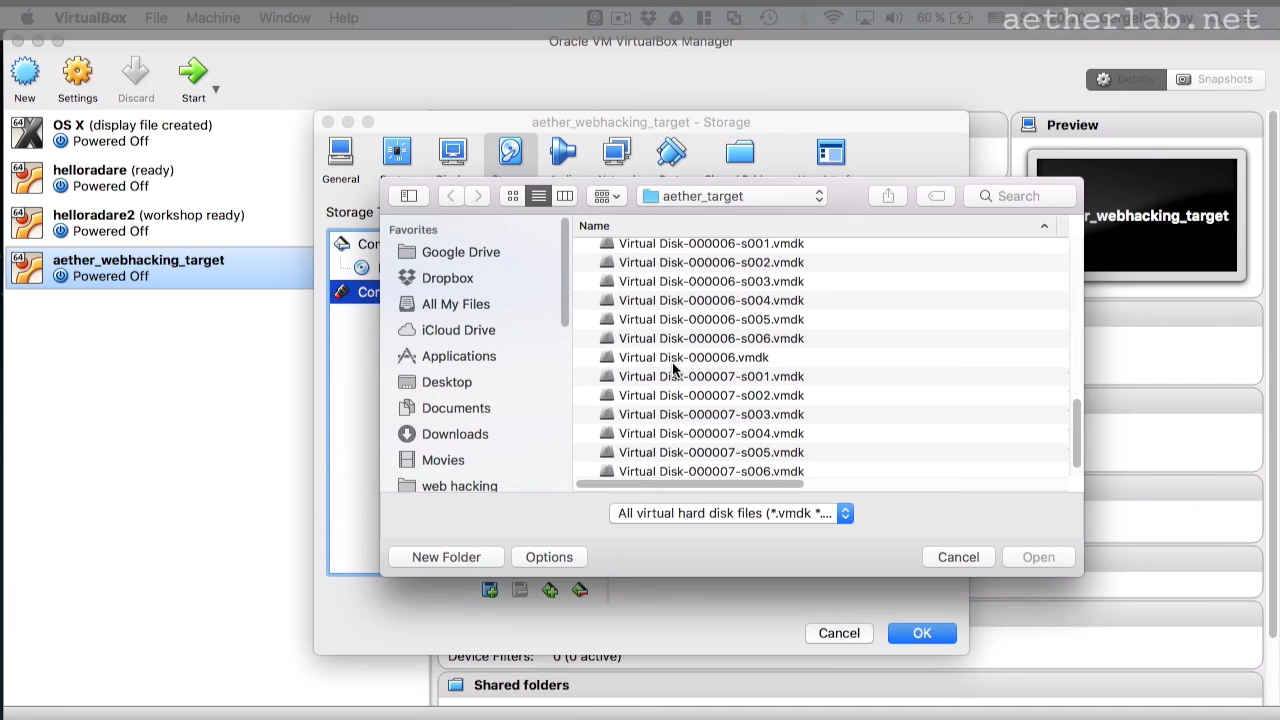 VirtualBox File Machine Window Help 60 %
aetherlab.net
Oracle VM VirtualBox Manager
New Settings Discard Start
Details Snapshots
64 OS X (display file created)
Powered Off
64 helloradare (ready)
Powered Off
64 helloradare2 (workshop ready)
Powered Off
64 aether_webhacking_target
Powered Off
aether_webhacking_target - Storage
General
Storage
Con
Con
Preview
r_webhacking_target
aether_target
Search
Favorites
Google Drive
Dropbox
All My Files
iCloud Drive
Applications
Desktop
Documents
Downloads
Movies
web hacking
Name
Virtual Disk-000006-s001.vmdk
Virtual Disk-000006-s002.vmdk
Virtual Disk-000006-s003.vmdk
Virtual Disk-000006-s004.vmdk
Virtual Disk-000006-s005.vmdk
Virtual Disk-000006-s006.vmdk
Virtual Disk-000006.vmdk
Virtual Disk-000007-s001.vmdk
Virtual Disk-000007-s002.vmdk
Virtual Disk-000007-s003.vmdk
Virtual Disk-000007-s004.vmdk
Virtual Disk-000007-s005.vmdk
Virtual Disk-000007-s006.vmdk
All virtual hard disk files (*.vmdk *....
New Folder Options Cancel Open
Cancel OK
Device Filters: 0 (0 active)
Shared folders